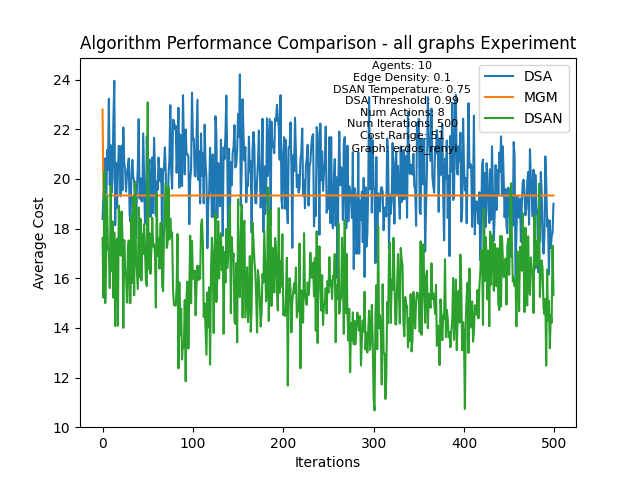 Algorithm Performance Comparison - all graphs Experiment
Agents: 10
Edge Density: 0.1
DSAN Temperature: 0.75
DSA Threshold: 0.99
Num Actions: 8
Num Iterations: 500
Cost Range: 51
Graph: erdos_renyi
DSA
MGM
DSAN
Average Cost
24
22
20
18
16
14
12
10
0
100
200
300
400
500
Iterations